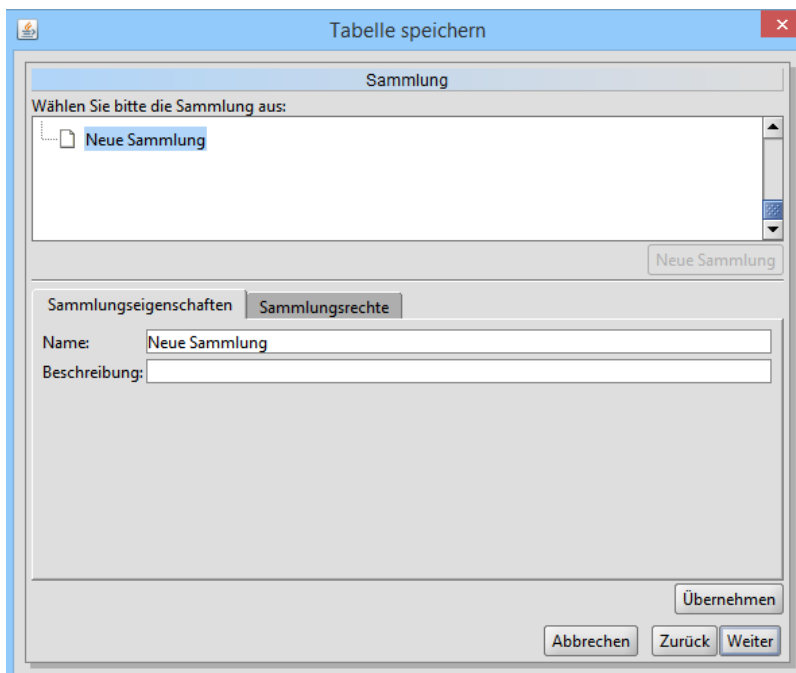 Tabelle speichern
Sammlung
Wählen Sie bitte die Sammlung aus:
Neue Sammlung
Neue Sammlung
Sammlungseigenschaften Sammlungsrechte
Name: Neue Sammlung
Beschreibung:
Übernehmen
Abbrechen Zurück Weiter